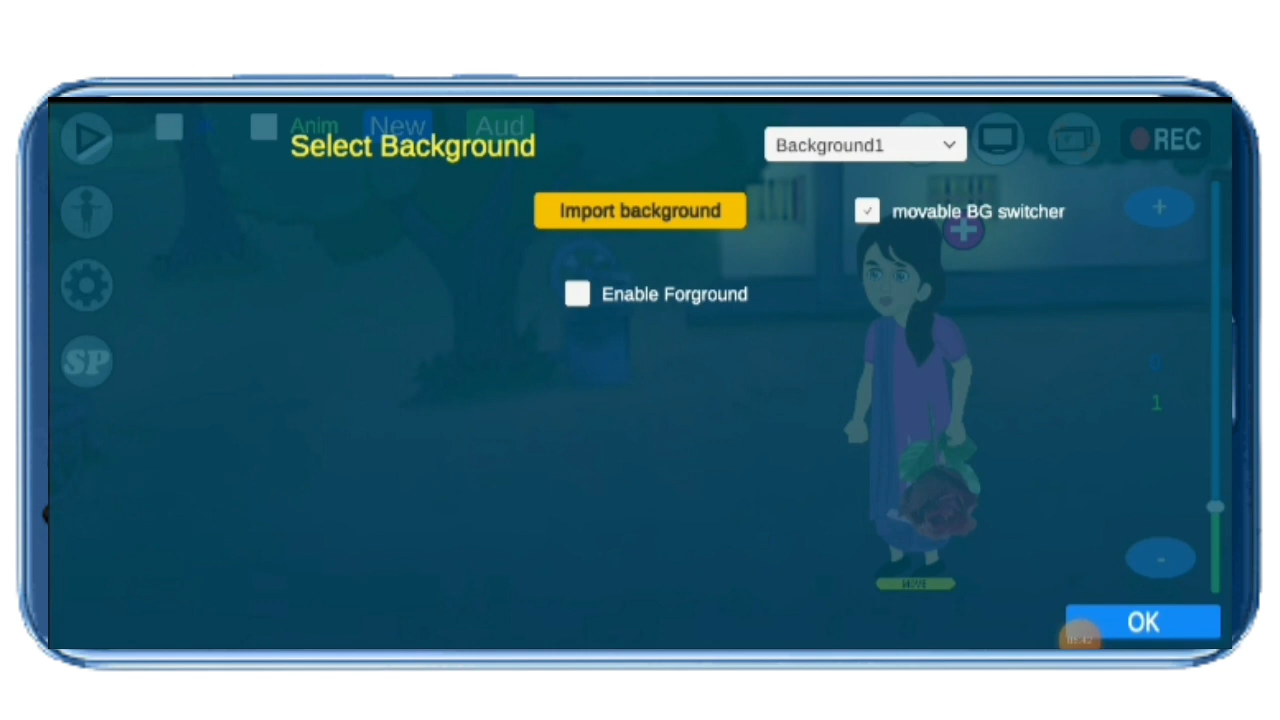 Anim
New
Aud
Select Background
Background1
REC
Import background
movable BG switcher
+
Enable Forground
SP
1
-
MOVE
OK